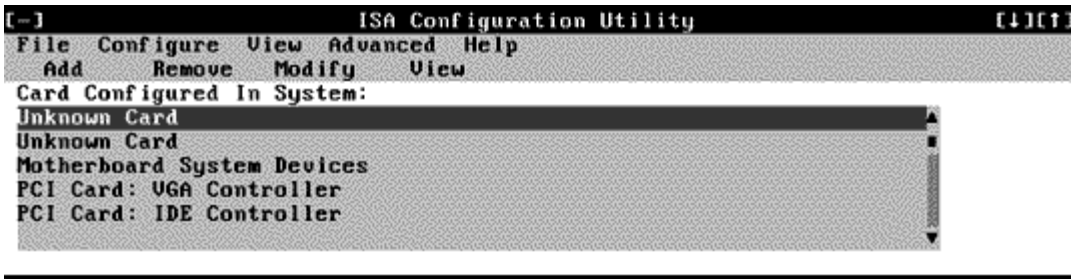 [-] ISA Configuration Utility [↓][↑]
File Configure View Advanced Help
Add Remove Modify View
Card Configured In System:
Unknown Card
Unknown Card
Motherboard System Devices
PCI Card: VGA Controller
PCI Card: IDE Controller